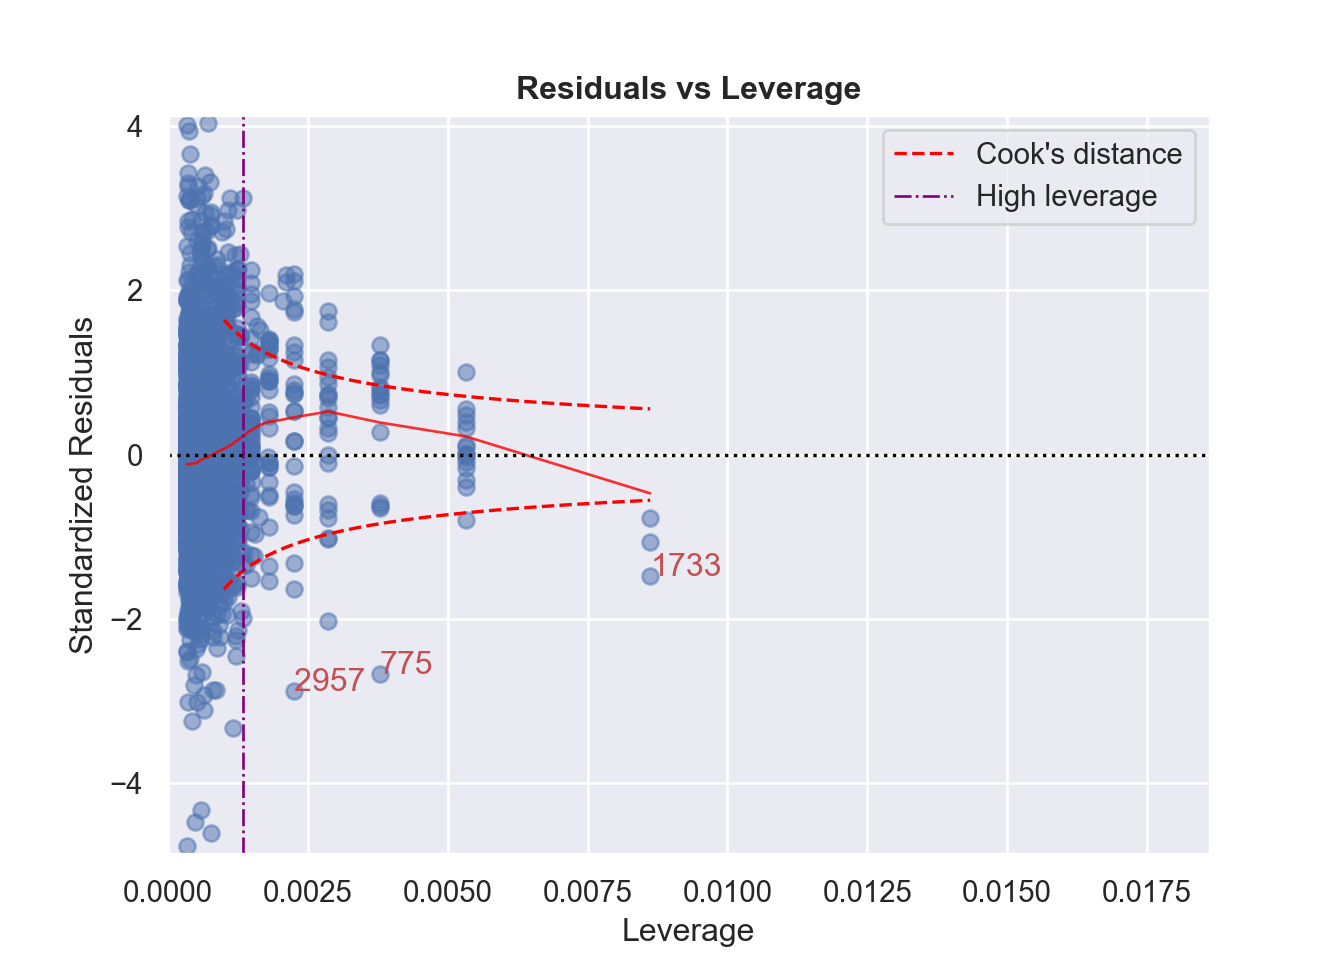 Residuals vs Leverage
Cook's distance
High leverage
4
2
0
−2
−4
Standardized Residuals
1733
775
2957
0.0000 0.0025 0.0050 0.0075 0.0100 0.0125 0.0150 0.0175
Leverage